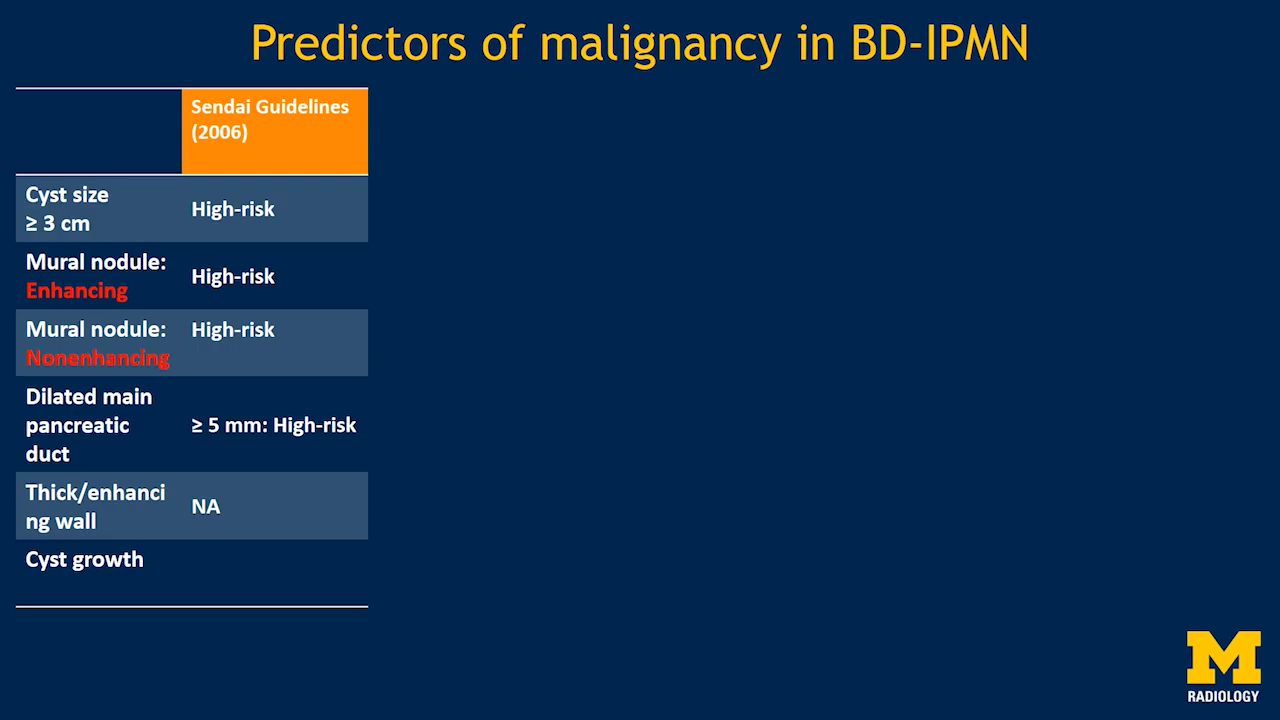 Predictors of malignancy in BD-IPMN
Sendai Guidelines
(2006)
Cyst size
≥ 3 cm
High-risk
Mural nodule:
Enhancing
High-risk
Mural nodule:
Nonenhancing
High-risk
Dilated main
pancreatic
duct
≥ 5 mm: High-risk
Thick/enhanci
ng wall
NA
Cyst growth
M
RADIOLOGY